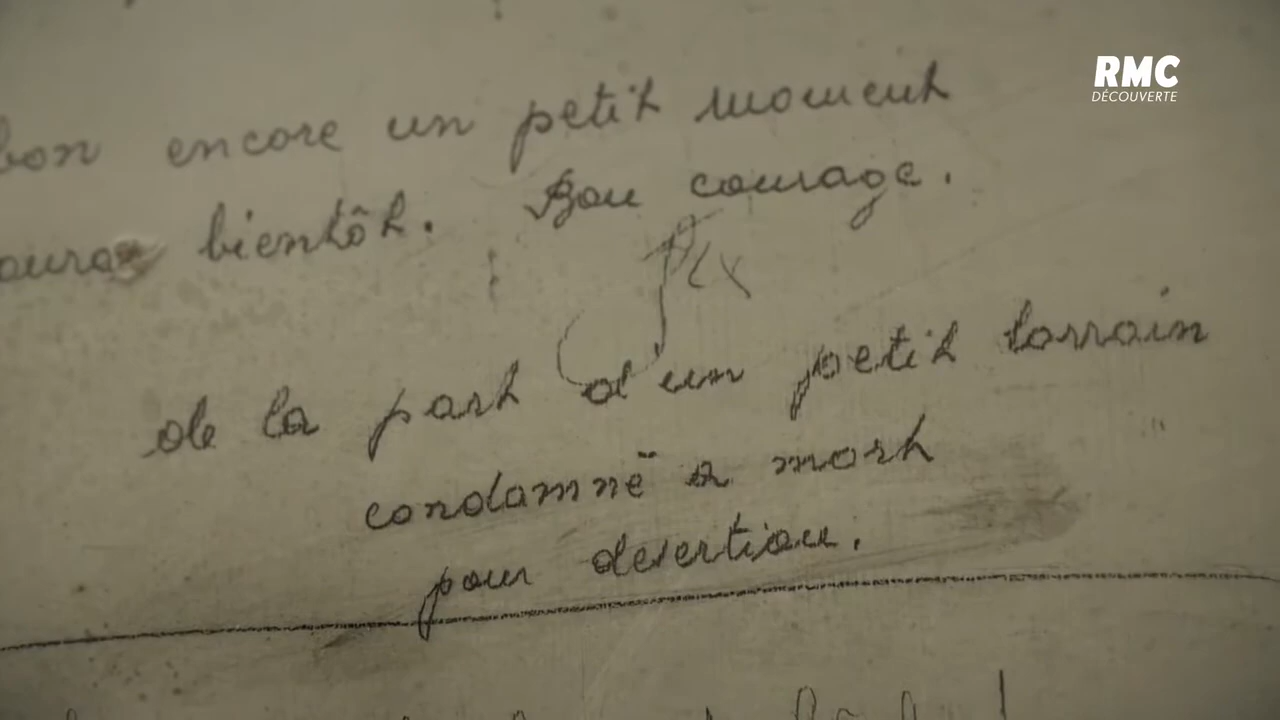 RMC
DÉCOUVERTE
bon encore un petit moment
bientôt. Bon courage.
de la part d'un petit lorrain
condamné a mort
pour desertion.